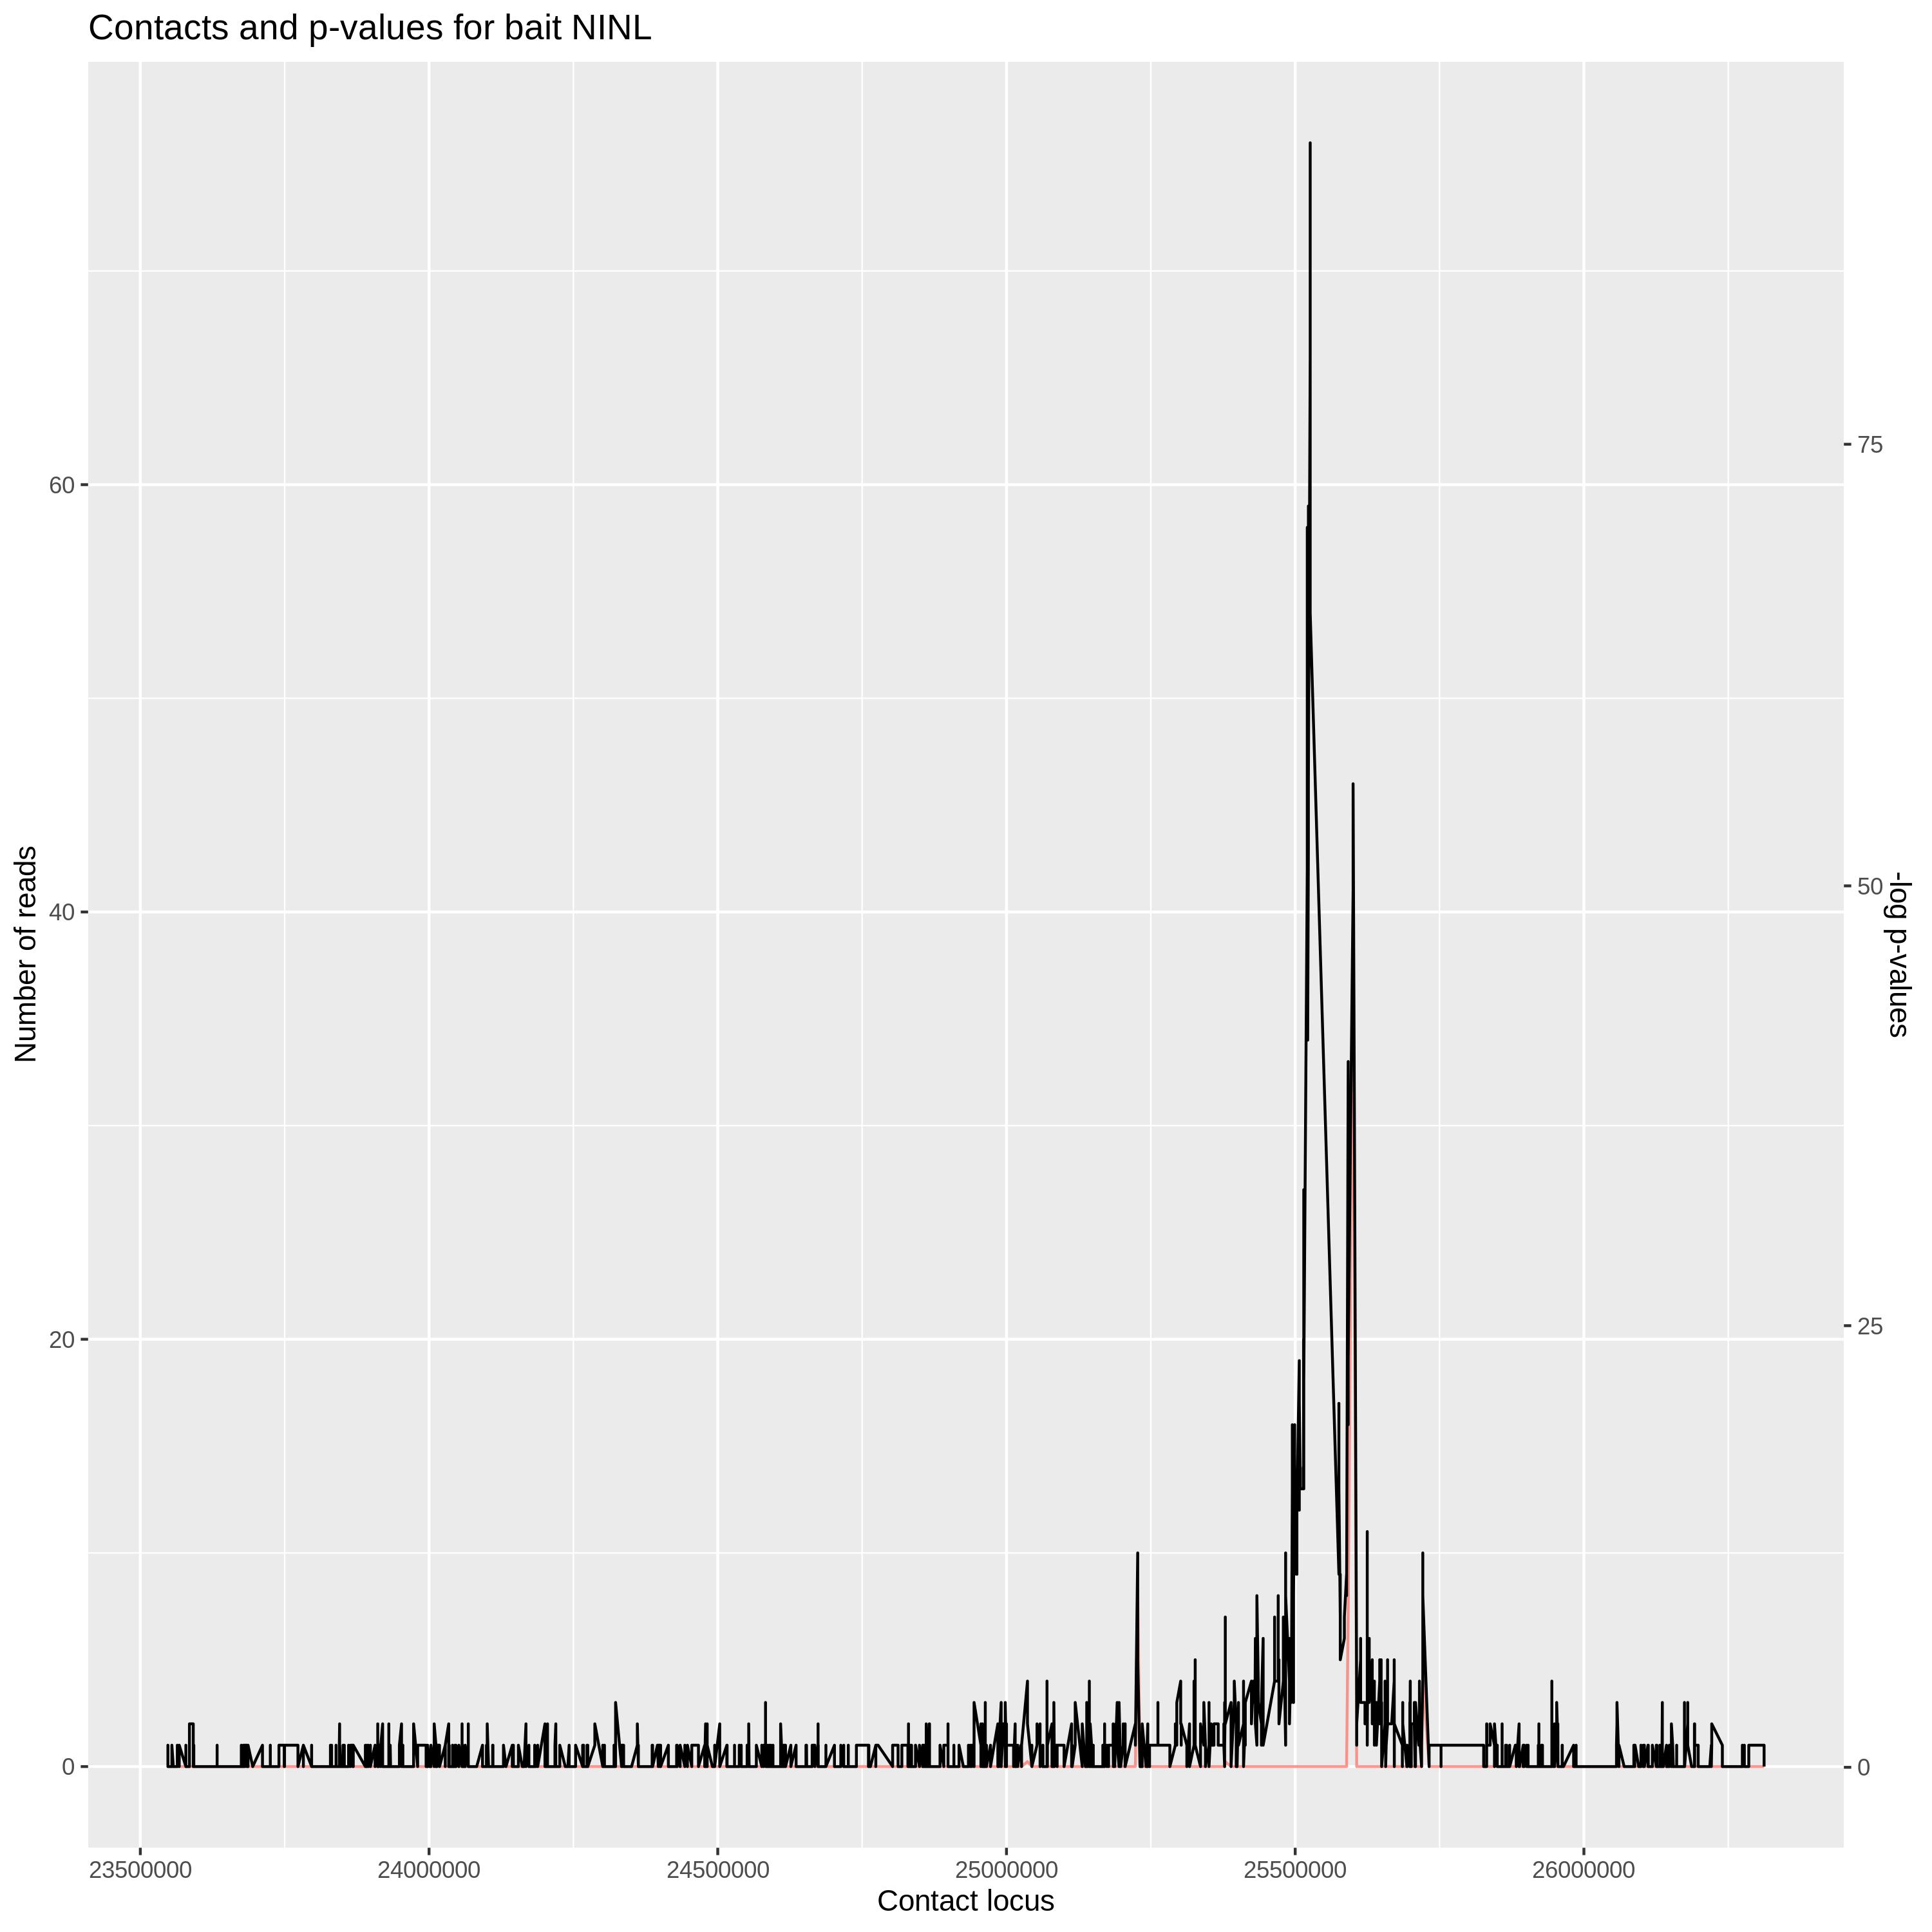 Contacts and p-values for bait NINL
Number of reads
60
40
20
0
75
50
25
0
-log p-values
23500000 24000000 24500000 25000000 25500000 26000000
Contact locus